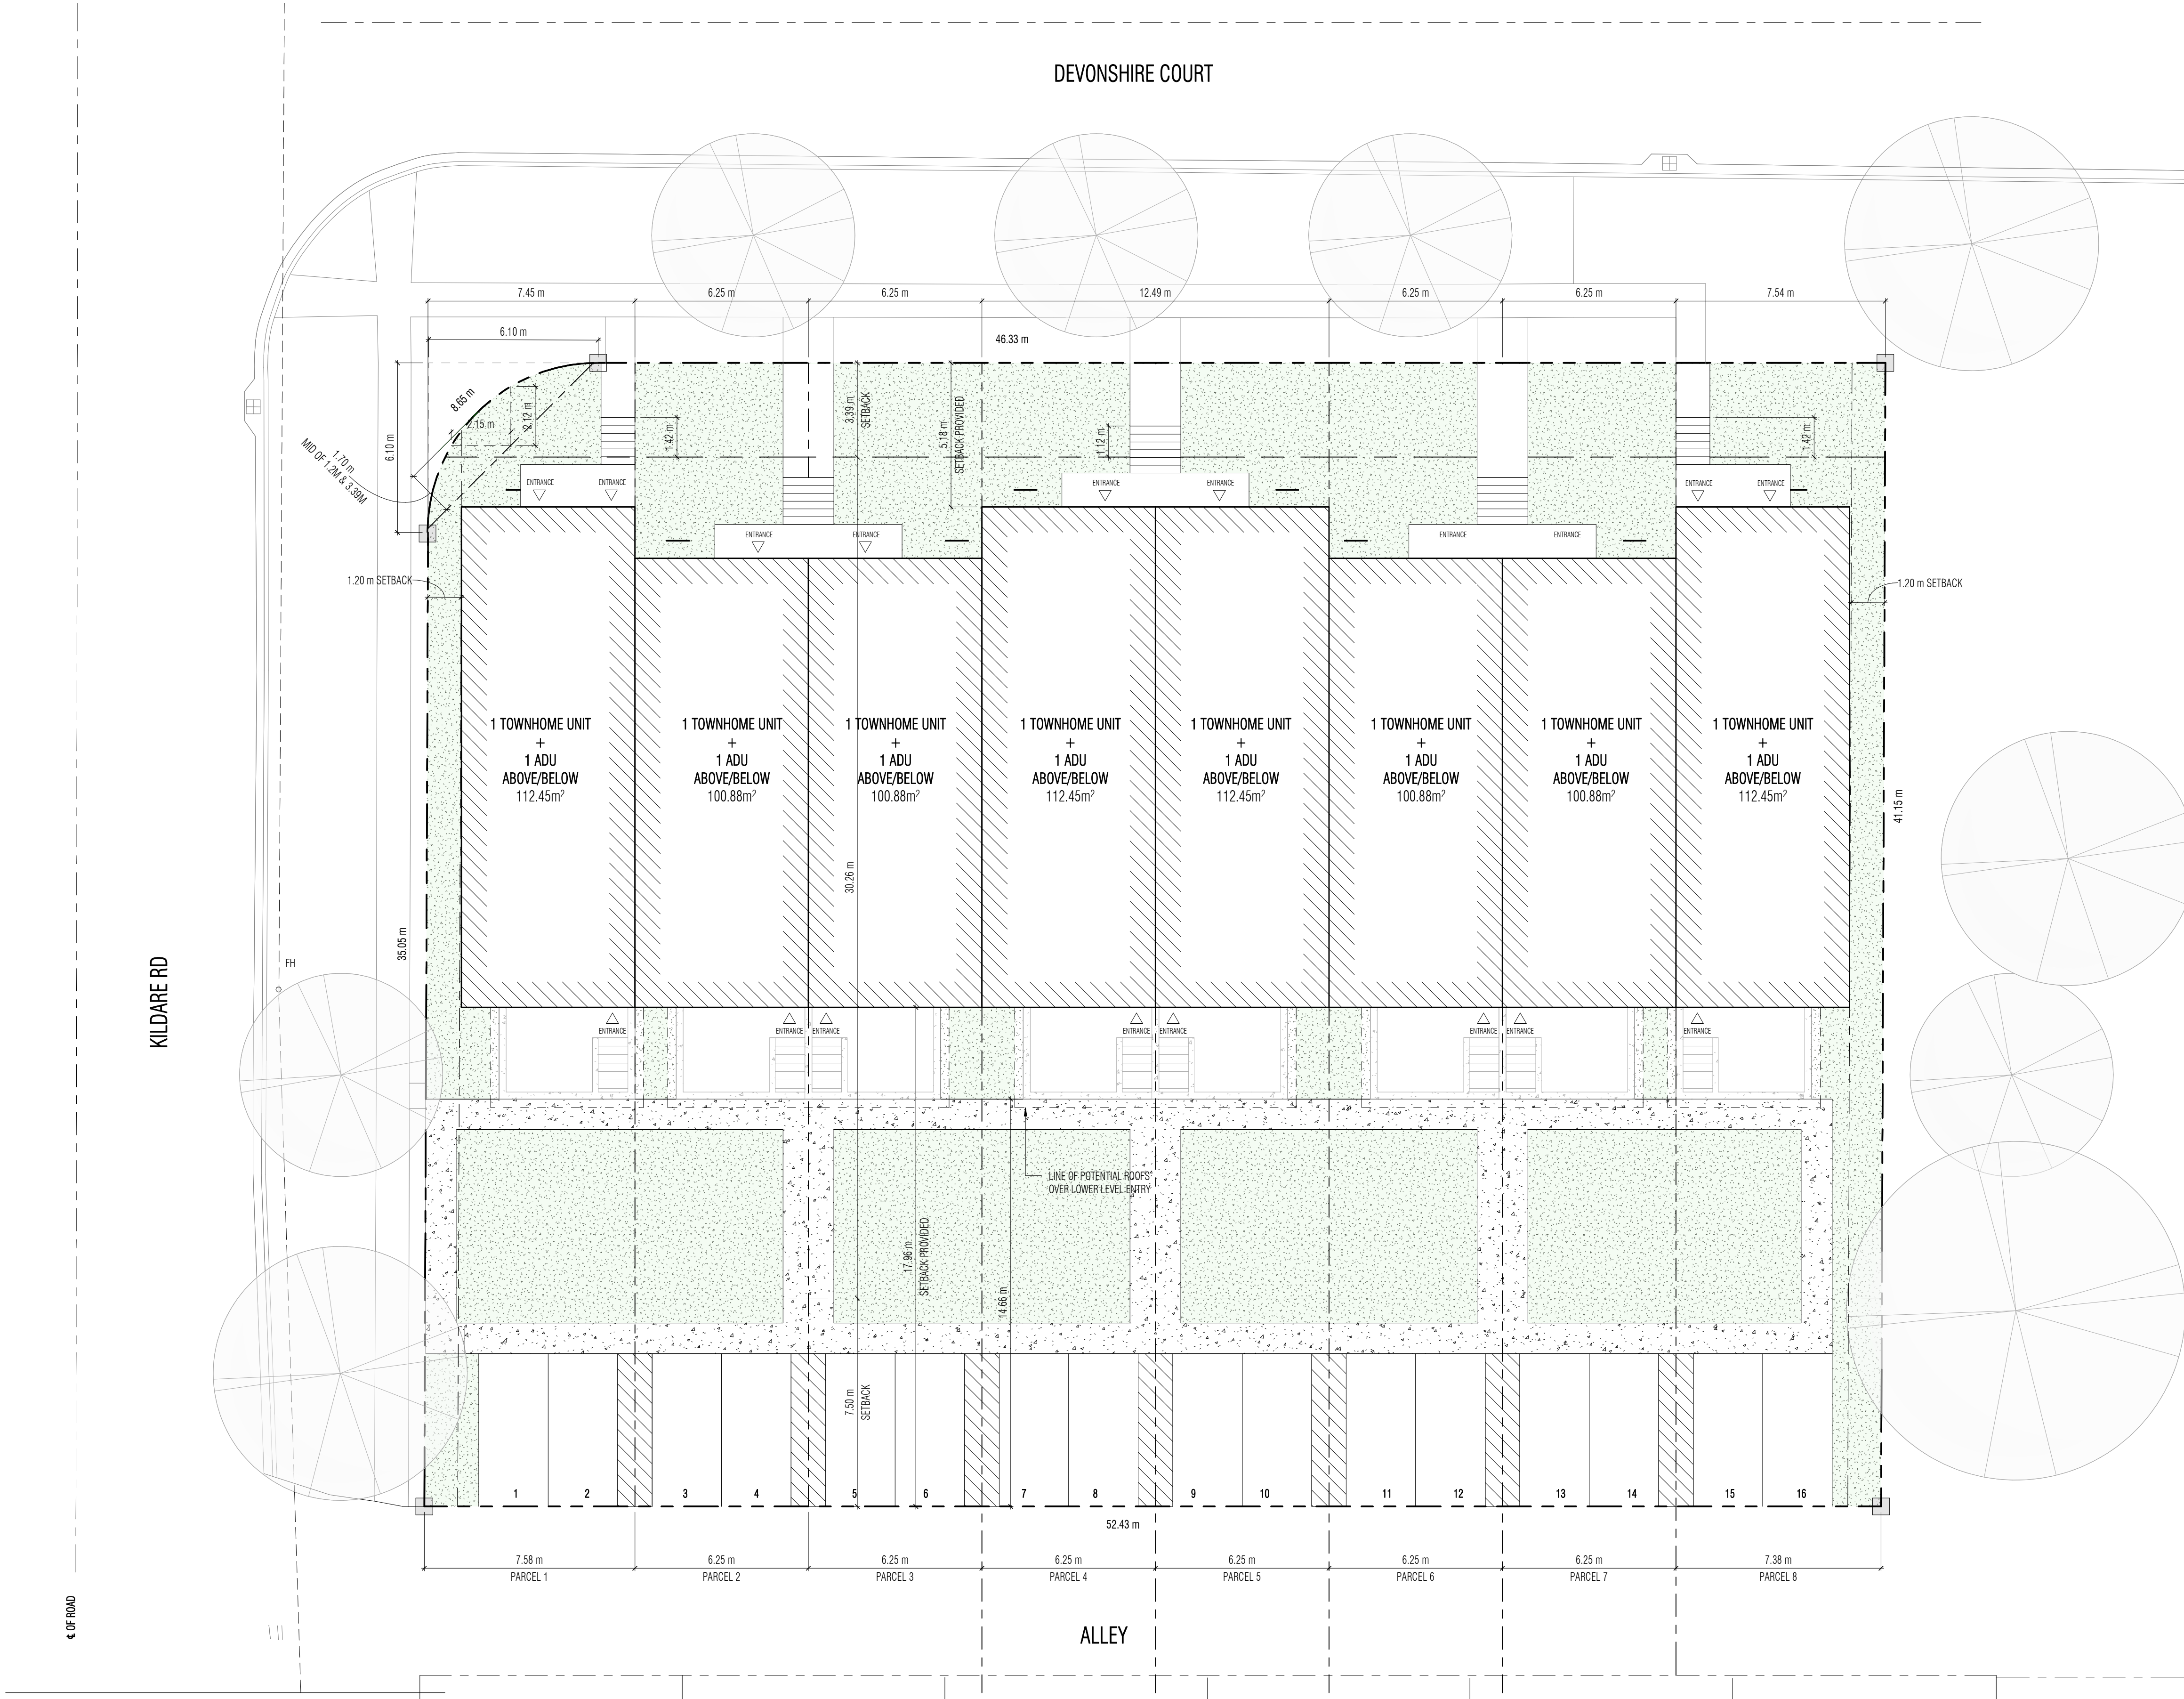 DEVONSHIRE COURT
7.45 m
6.25 m
6.25 m
12.49 m
6.25 m
6.25 m
7.54 m
6.10 m
46.33 m
8.65 m
2.15 m
2.12 m
6.10 m
1.70 m
MID OF 1.2M & 3.39M
1.42 m
3.39 m
SETBACK
5.18 m
SETBACK PROVIDED
1.12 m
1.42 m
ENTRANCE
ENTRANCE
ENTRANCE
ENTRANCE
ENTRANCE
ENTRANCE
ENTRANCE
ENTRANCE
ENTRANCE
ENTRANCE
1.20 m SETBACK
1.20 m SETBACK
1 TOWNHOME UNIT
+
1 ADU
ABOVE/BELOW
112.45m²
1 TOWNHOME UNIT
+
1 ADU
ABOVE/BELOW
100.88m²
1 TOWNHOME UNIT
+
1 ADU
ABOVE/BELOW
100.88m²
1 TOWNHOME UNIT
+
1 ADU
ABOVE/BELOW
112.45m²
1 TOWNHOME UNIT
+
1 ADU
ABOVE/BELOW
112.45m²
1 TOWNHOME UNIT
+
1 ADU
ABOVE/BELOW
100.88m²
1 TOWNHOME UNIT
+
1 ADU
ABOVE/BELOW
100.88m²
1 TOWNHOME UNIT
+
1 ADU
ABOVE/BELOW
112.45m²
41.15 m
30.26 m
35.05 m
KILDARE RD
FH
ENTRANCE
ENTRANCE
ENTRANCE
ENTRANCE
ENTRANCE
ENTRANCE
ENTRANCE
ENTRANCE
LINE OF POTENTIAL ROOFS
OVER LOWER LEVEL ENTRY
17.96 m
SETBACK PROVIDED
14.66 m
7.50 m
SETBACK
1
2
3
4
5
6
7
8
9
10
11
12
13
14
15
16
52.43 m
7.58 m
6.25 m
6.25 m
6.25 m
6.25 m
6.25 m
6.25 m
7.38 m
PARCEL 1
PARCEL 2
PARCEL 3
PARCEL 4
PARCEL 5
PARCEL 6
PARCEL 7
PARCEL 8
℄ OF ROAD
ALLEY